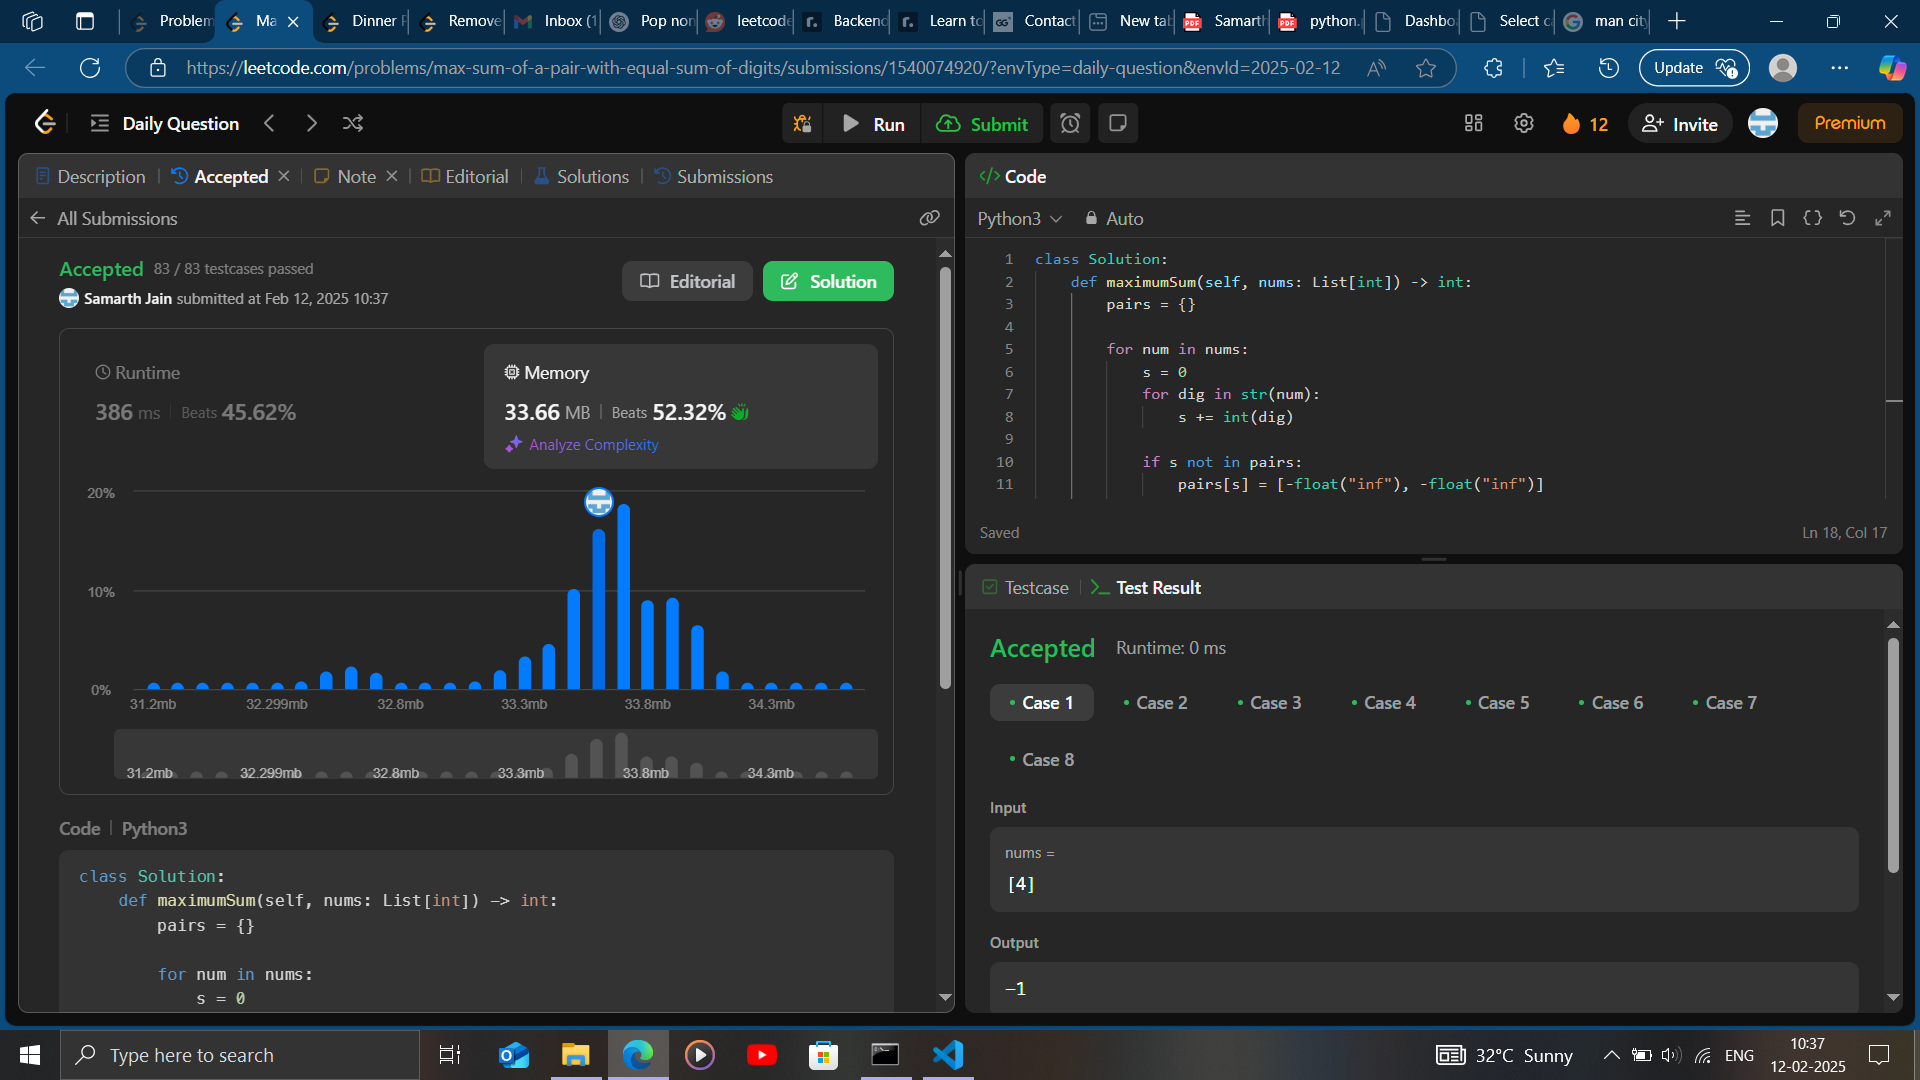 Problem
Ma
Dinner P
Remove
Inbox (1
Pop non
leetcode
Backend
Learn to
Contact
New tab
Samarth
python.p
Dashbo
Select ca
man city
https://leetcode.com/problems/max-sum-of-a-pair-with-equal-sum-of-digits/submissions/1540074920/?envType=daily-question&envId=2025-02-12
Update
Daily Question
Run
Submit
12
Invite
Premium
Description
Accepted
Note
Editorial
Solutions
Submissions
All Submissions
Accepted 83 / 83 testcases passed
Samarth Jain submitted at Feb 12, 2025 10:37
Editorial
Solution
Runtime
386 ms | Beats 45.62%
Memory
33.66 MB | Beats 52.32%
Analyze Complexity
20%
10%
0%
31.2mb 32.299mb 32.8mb 33.3mb 33.8mb 34.3mb
31.2mb 32.299mb 32.8mb 33.3mb 33.8mb 34.3mb
Code | Python3
class Solution:
    def maximumSum(self, nums: List[int]) -> int:
        pairs = {}
        for num in nums:
            s = 0
</> Code
Python3
Auto
1 class Solution:
2     def maximumSum(self, nums: List[int]) -> int:
3         pairs = {}
4
5         for num in nums:
6             s = 0
7             for dig in str(num):
8                 s += int(dig)
9
10             if s not in pairs:
11                 pairs[s] = [-float("inf"), -float("inf")]
Saved
Ln 18, Col 17
Testcase
Test Result
Accepted Runtime: 0 ms
Case 1
Case 2
Case 3
Case 4
Case 5
Case 6
Case 7
Case 8
Input
nums =
[4]
Output
-1
Type here to search
32°C Sunny
ENG
10:37
12-02-2025